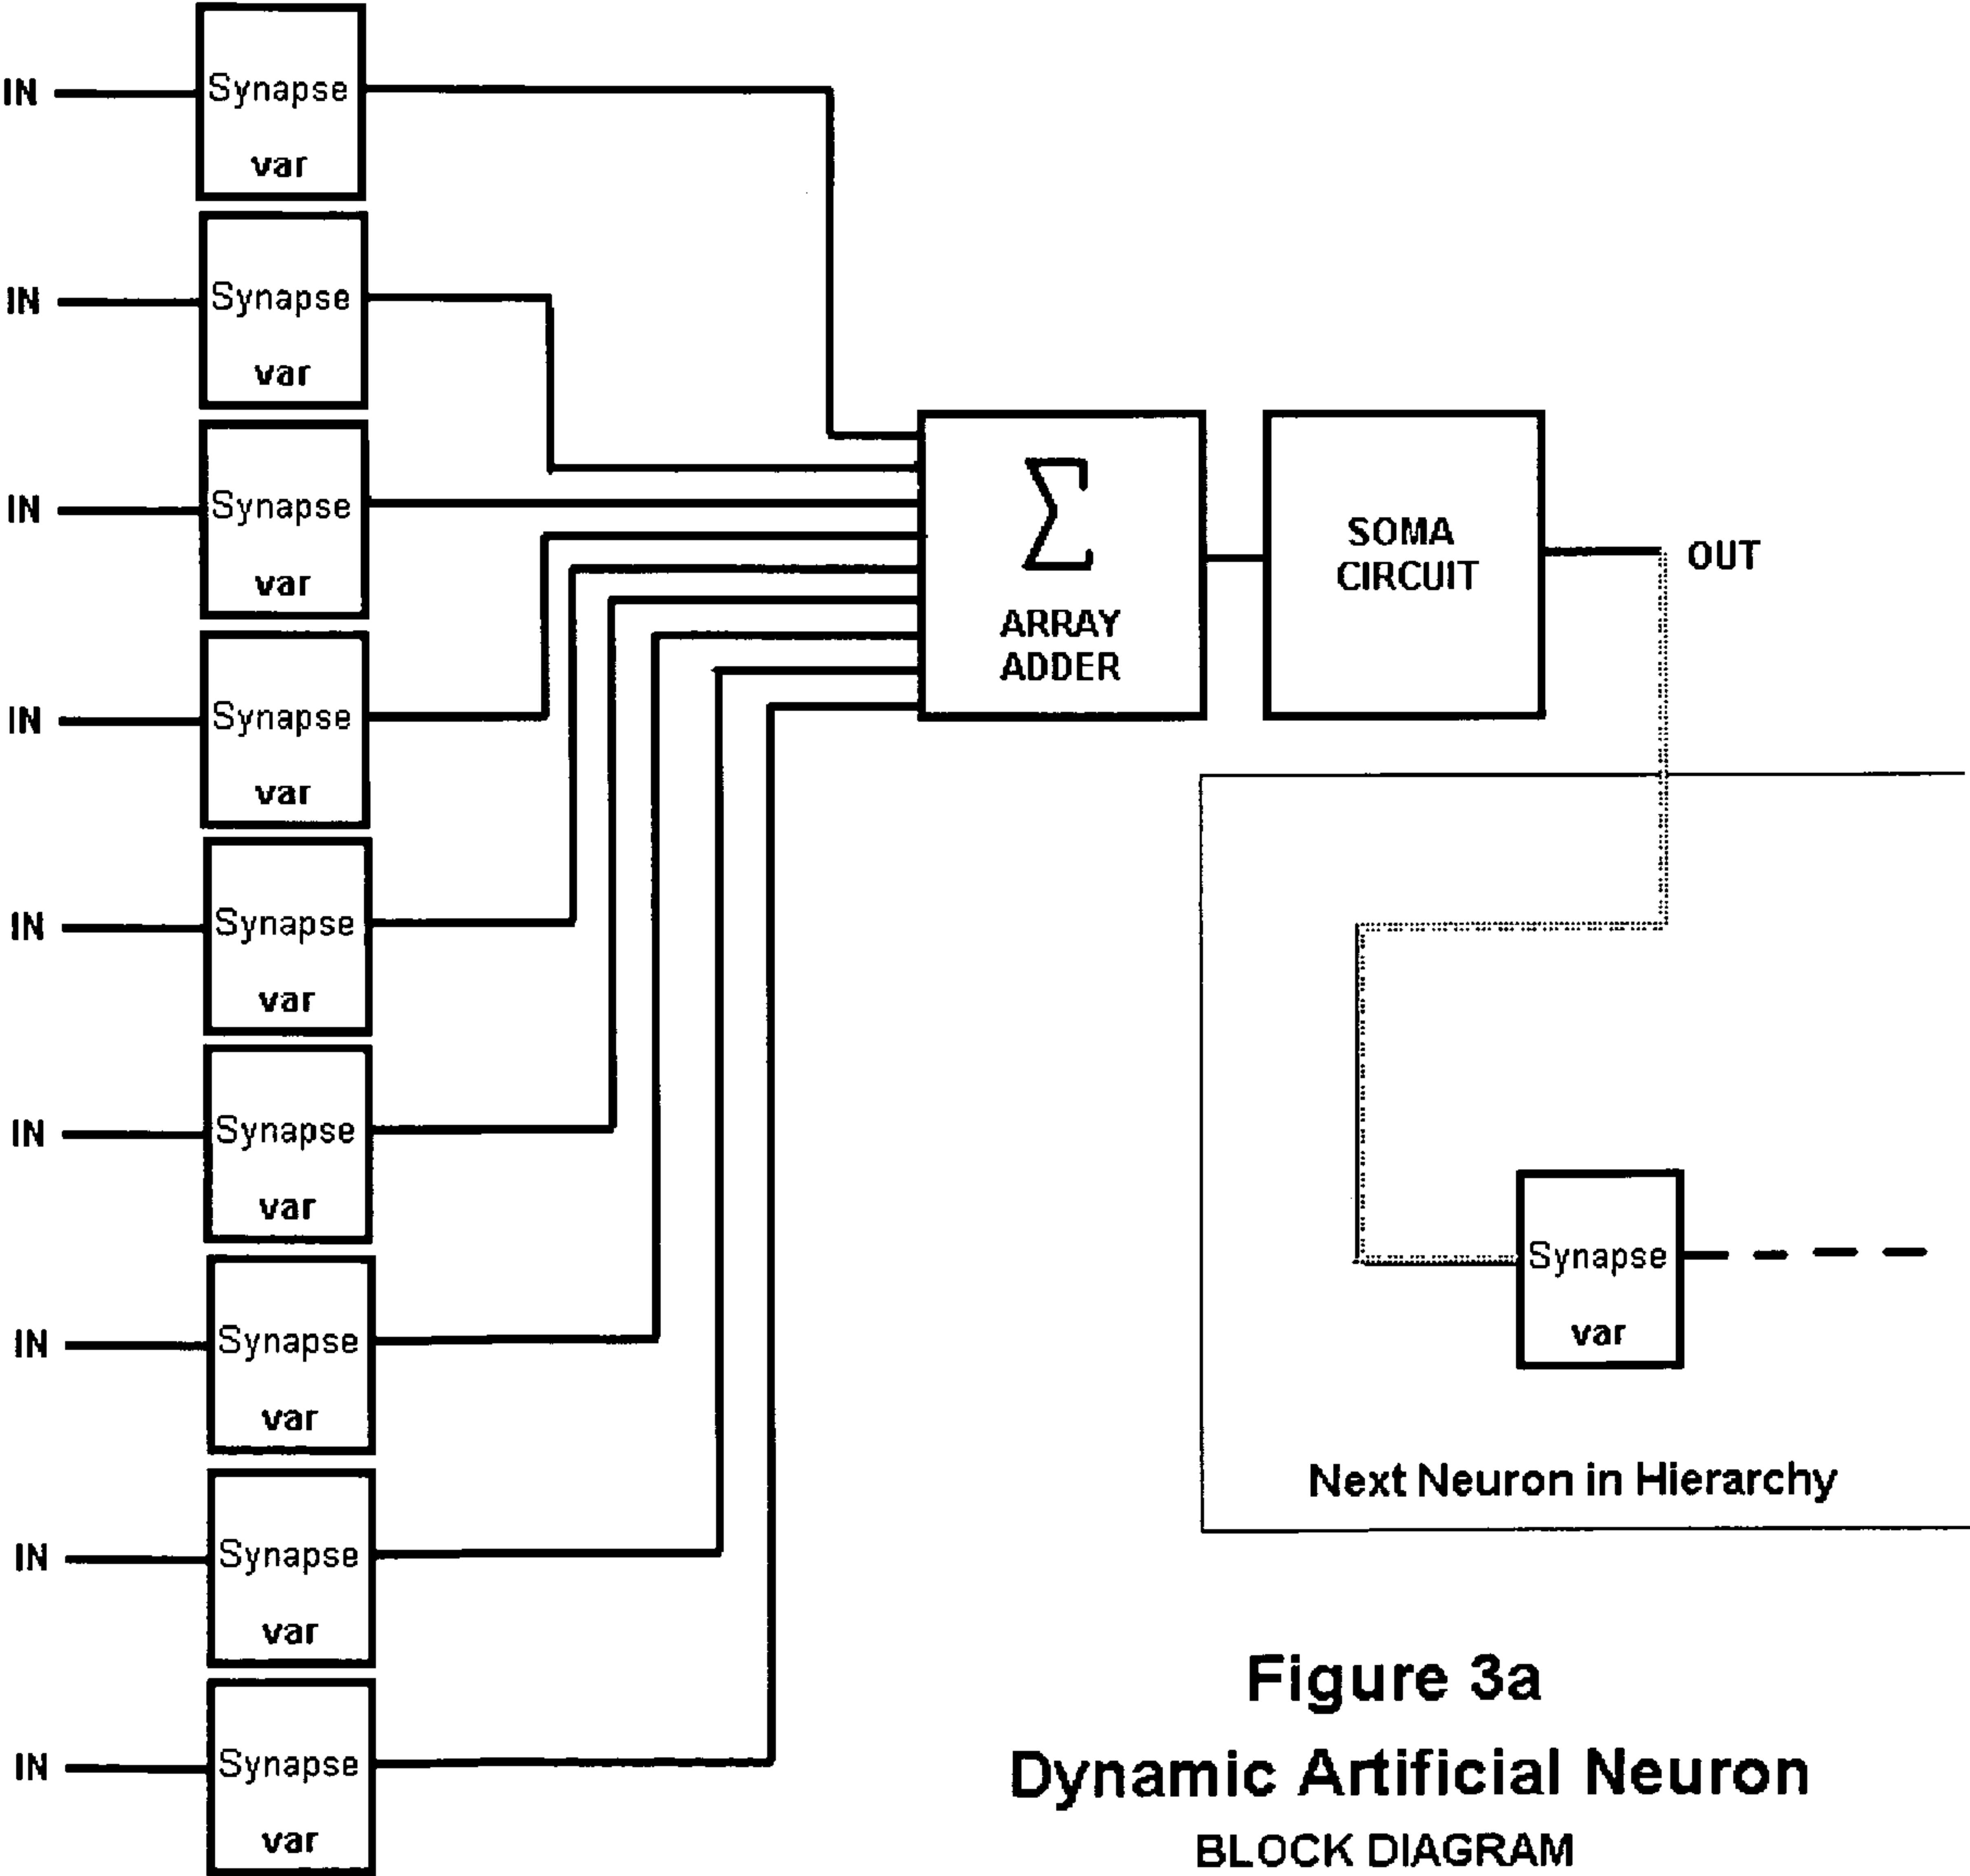 IN
Synapse
var
IN
Synapse
var
IN
Synapse
var
IN
Synapse
var
IN
Synapse
var
IN
Synapse
var
IN
Synapse
var
IN
Synapse
var
IN
Synapse
var
Σ
ARRAY
ADDER
SOMA
CIRCUIT
OUT
Synapse
var
Next Neuron in Hierarchy
Figure 3a
Dynamic Artificial Neuron
BLOCK DIAGRAM